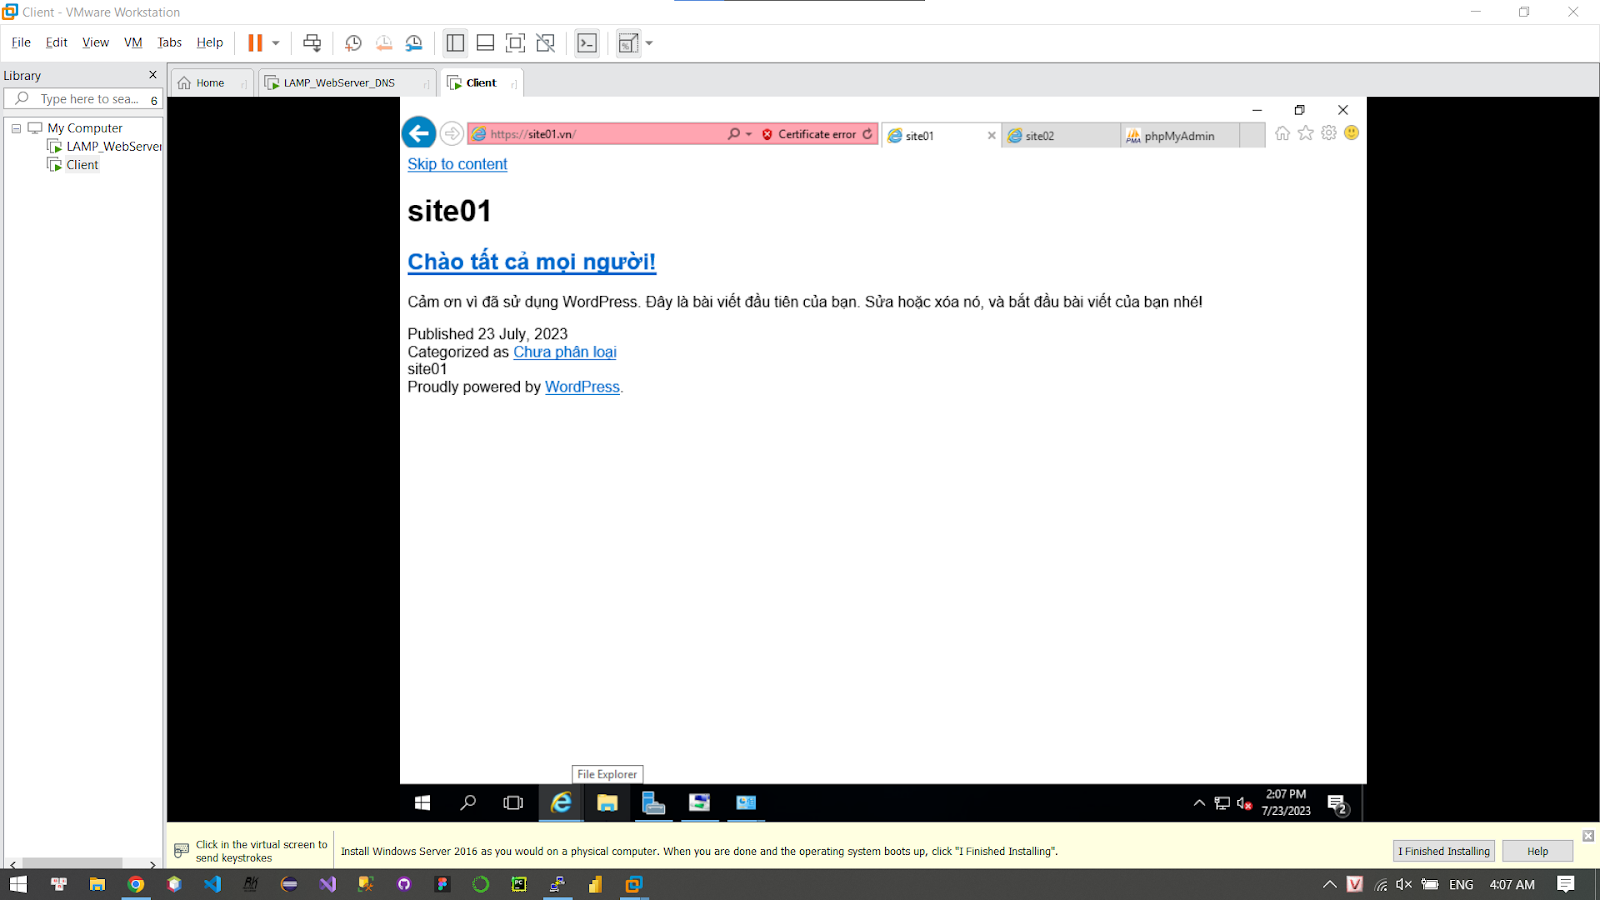 Client - VMware Workstation
File Edit View VM Tabs Help
Library
Home
LAMP_WebServer_DNS
Client
Type here to sea...
6
My Computer
LAMP_WebServer
Client
https://site01.vn/
Certificate error
site01
site02
phpMyAdmin
Skip to content
site01
Chào tất cả mọi người!
Cảm ơn vì đã sử dụng WordPress. Đây là bài viết đầu tiên của bạn. Sửa hoặc xóa nó, và bắt đầu bài viết của bạn nhé!
Published 23 July, 2023
Categorized as Chưa phân loại
site01
Proudly powered by WordPress.
File Explorer
2:07 PM
7/23/2023
2
Click in the virtual screen to
send keystrokes
Install Windows Server 2016 as you would on a physical computer. When you are done and the operating system boots up, click "I Finished Installing".
I Finished Installing
Help
ENG
4:07 AM